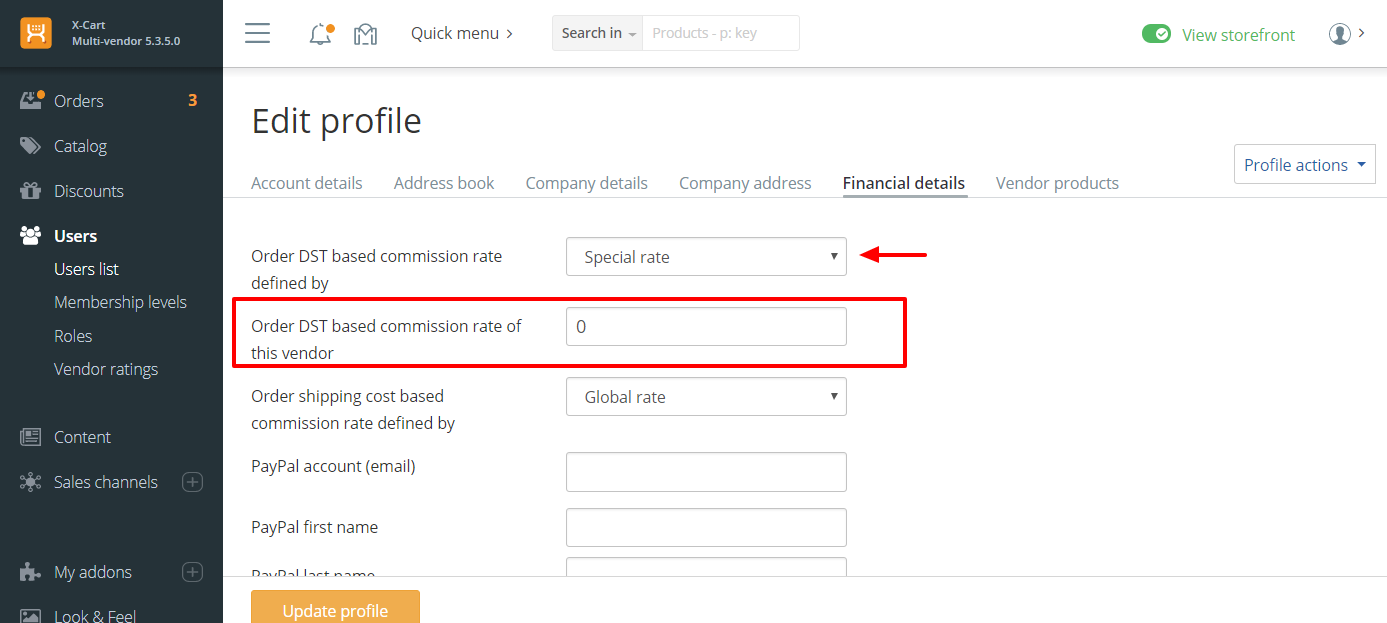 X-Cart
Multi-vendor 5.3.5.0
Quick menu
Search in
Products - p: key
View storefront
Orders
3
Catalog
Discounts
Users
Users list
Membership levels
Roles
Vendor ratings
Content
Sales channels
My addons
Look & Feel
Edit profile
Profile actions
Account details
Address book
Company details
Company address
Financial details
Vendor products
Order DST based commission rate
defined by
Special rate
Order DST based commission rate of
this vendor
0
Order shipping cost based
commission rate defined by
Global rate
PayPal account (email)
PayPal first name
PayPal last name
Update profile